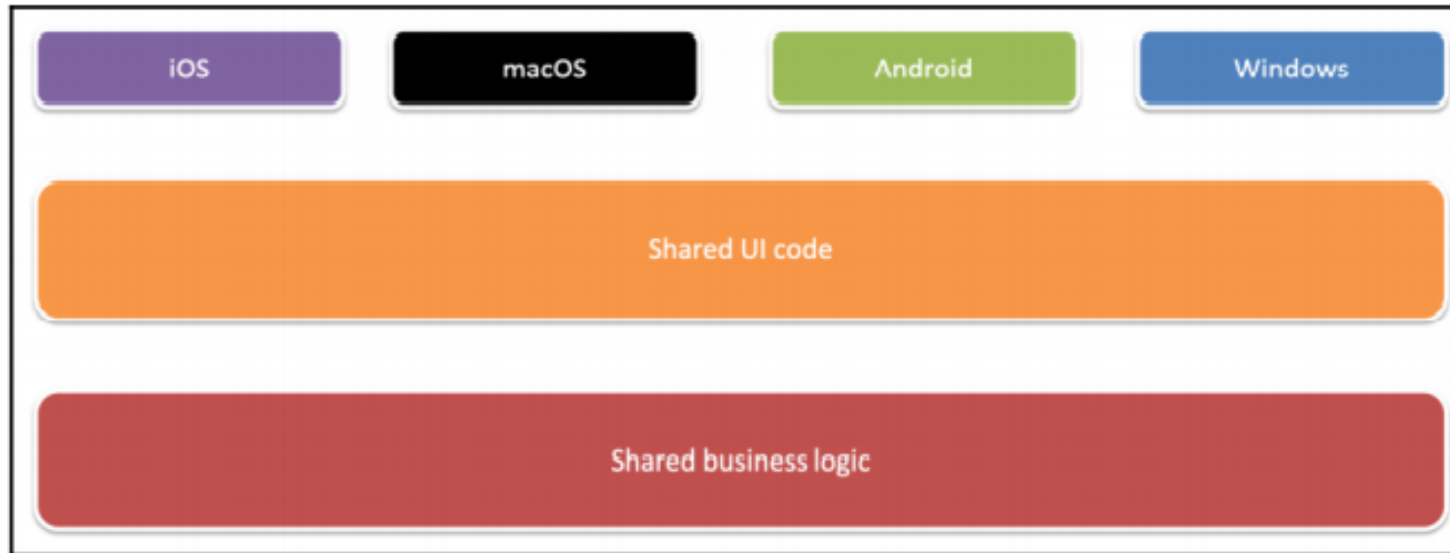 iOS
macOS
Android
Windows
Shared UI code
Shared business logic